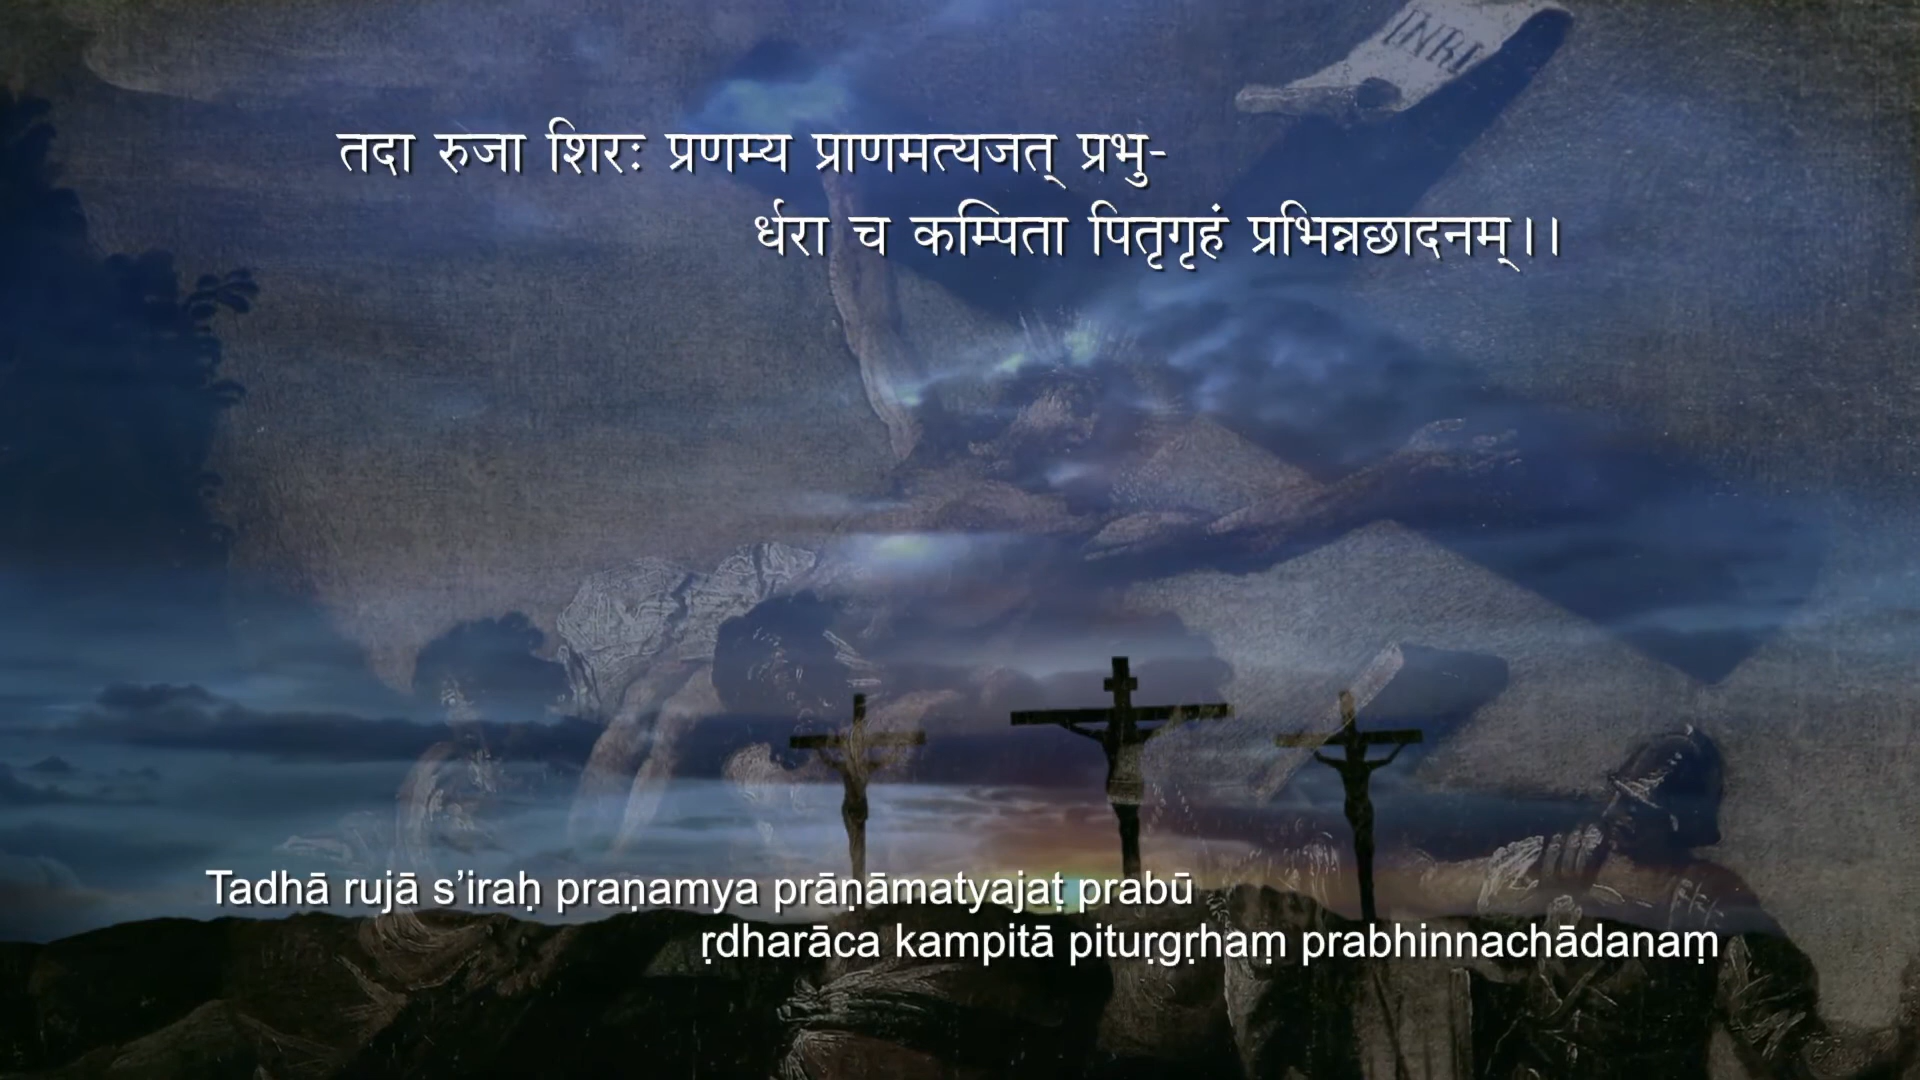 INRI
तदा रुजा शिरः प्रणम्य प्राणमत्यजत् प्रभु-
र्धरा च कम्पिता पितृगृहं प्रभिन्नछादनम्।।
Tadhā rujā s’iraḥ praṇamya prāṇāmatyajaṭ prabū
ṛdharāca kampitā pituṛgṛhaṃ prabhinnachādanaṃ